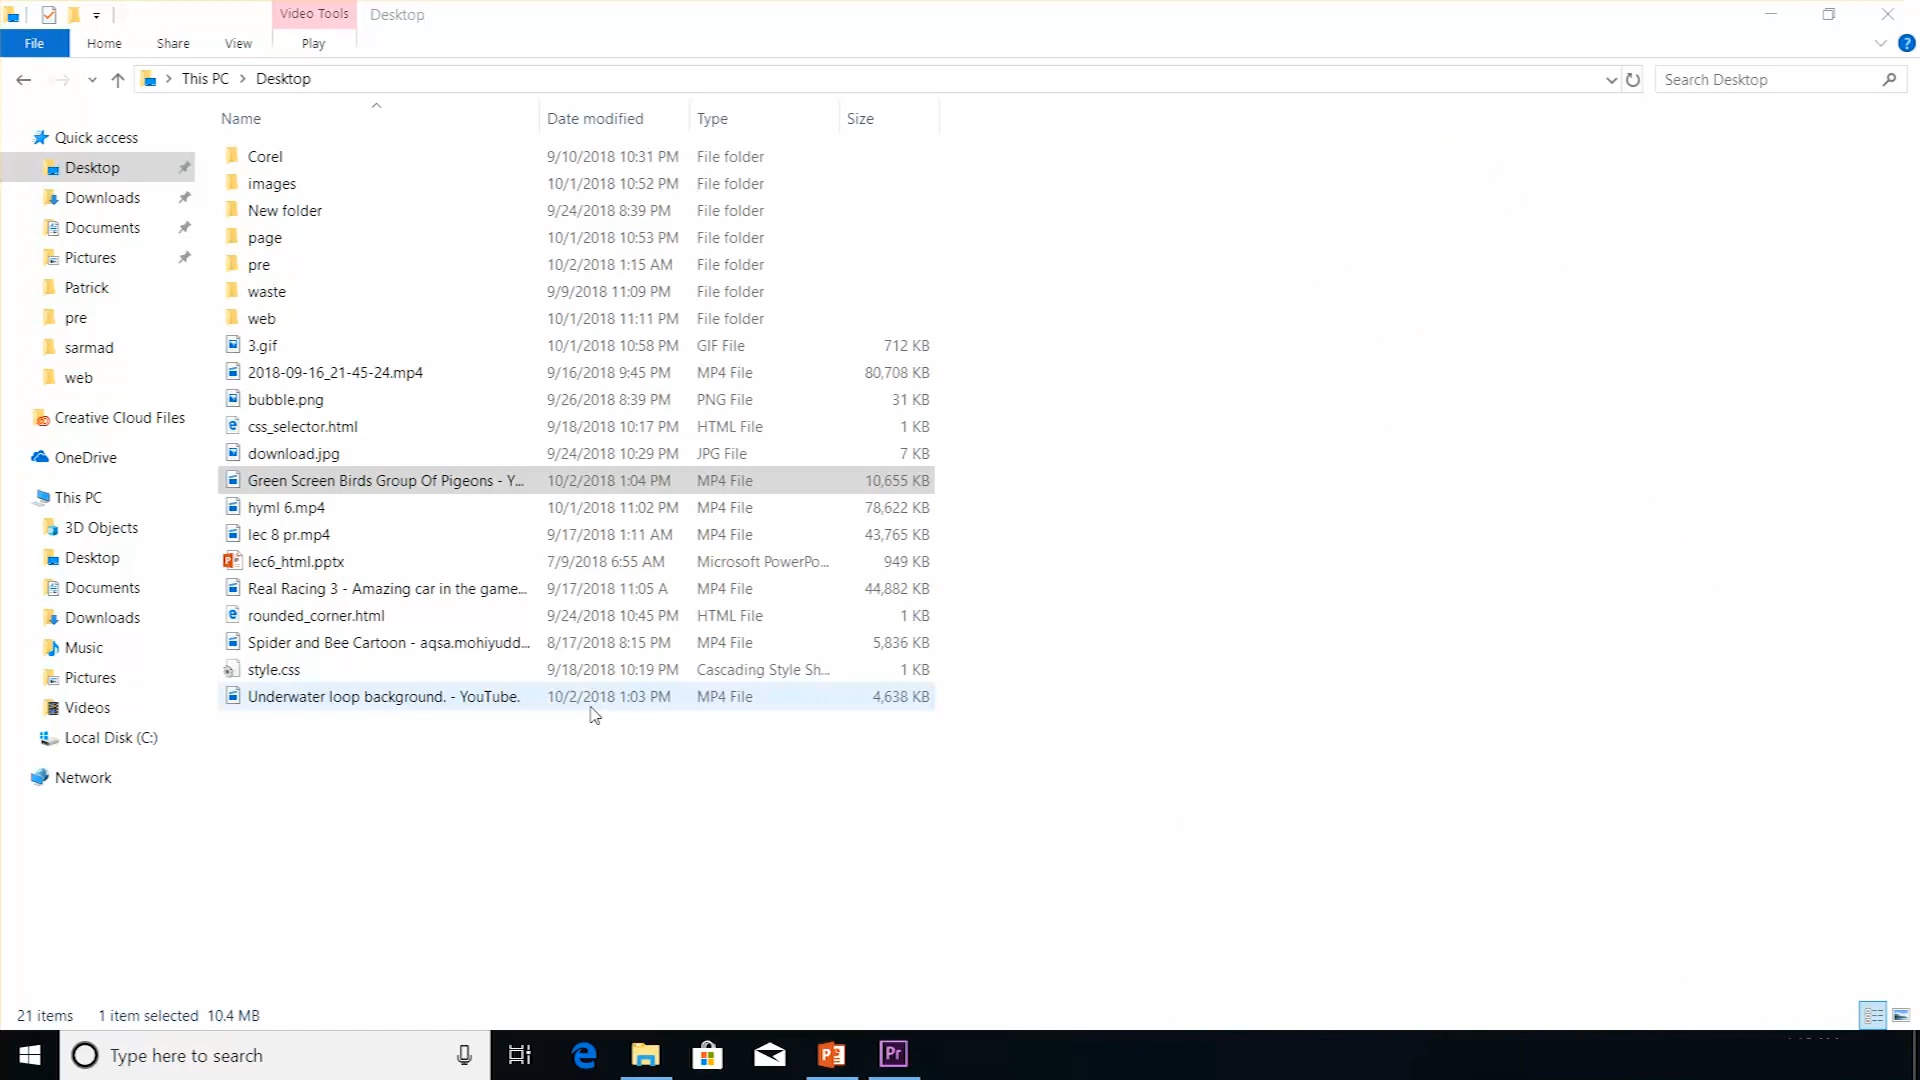 Video Tools Desktop
File Home Share View Play
This PC Desktop Search Desktop
Name Date modified Type Size
Quick access
Desktop
Downloads
Documents
Pictures
Patrick
pre
sarmad
web
Creative Cloud Files
OneDrive
This PC
3D Objects
Desktop
Documents
Downloads
Music
Pictures
Videos
Local Disk (C:)
Network
Corel 9/10/2018 10:31 PM File folder
images 10/1/2018 10:52 PM File folder
New folder 9/24/2018 8:39 PM File folder
page 10/1/2018 10:53 PM File folder
pre 10/2/2018 1:15 AM File folder
waste 9/9/2018 11:09 PM File folder
web 10/1/2018 11:11 PM File folder
3.gif 10/1/2018 10:58 PM GIF File 712 KB
2018-09-16_21-45-24.mp4 9/16/2018 9:45 PM MP4 File 80,708 KB
bubble.png 9/26/2018 8:39 PM PNG File 31 KB
css_selector.html 9/18/2018 10:17 PM HTML File 1 KB
download.jpg 9/24/2018 10:29 PM JPG File 7 KB
Green Screen Birds Group Of Pigeons - Y... 10/2/2018 1:04 PM MP4 File 10,655 KB
hyml 6.mp4 10/1/2018 11:02 PM MP4 File 78,622 KB
lec 8 pr.mp4 9/17/2018 1:11 AM MP4 File 43,765 KB
lec6_html.pptx 7/9/2018 6:55 AM Microsoft PowerPo... 949 KB
Real Racing 3 - Amazing car in the game... 9/17/2018 11:05 A MP4 File 44,882 KB
rounded_corner.html 9/24/2018 10:45 PM HTML File 1 KB
Spider and Bee Cartoon - aqsa.mohiyudd... 8/17/2018 8:15 PM MP4 File 5,836 KB
style.css 9/18/2018 10:19 PM Cascading Style Sh... 1 KB
Underwater loop background. - YouTube. 10/2/2018 1:03 PM MP4 File 4,638 KB
21 items 1 item selected 10.4 MB
Type here to search